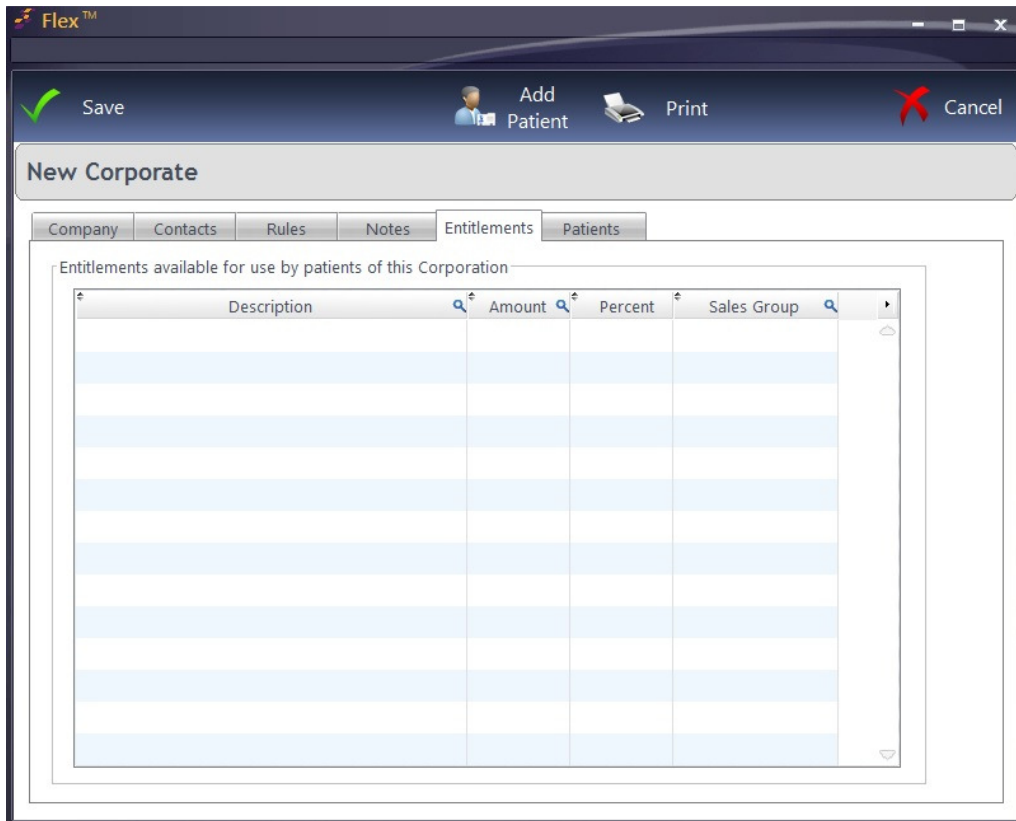 Flex™
Save Add Patient Print Cancel
New Corporate
Company Contacts Rules Notes Entitlements Patients
Entitlements available for use by patients of this Corporation
Description Amount Percent Sales Group